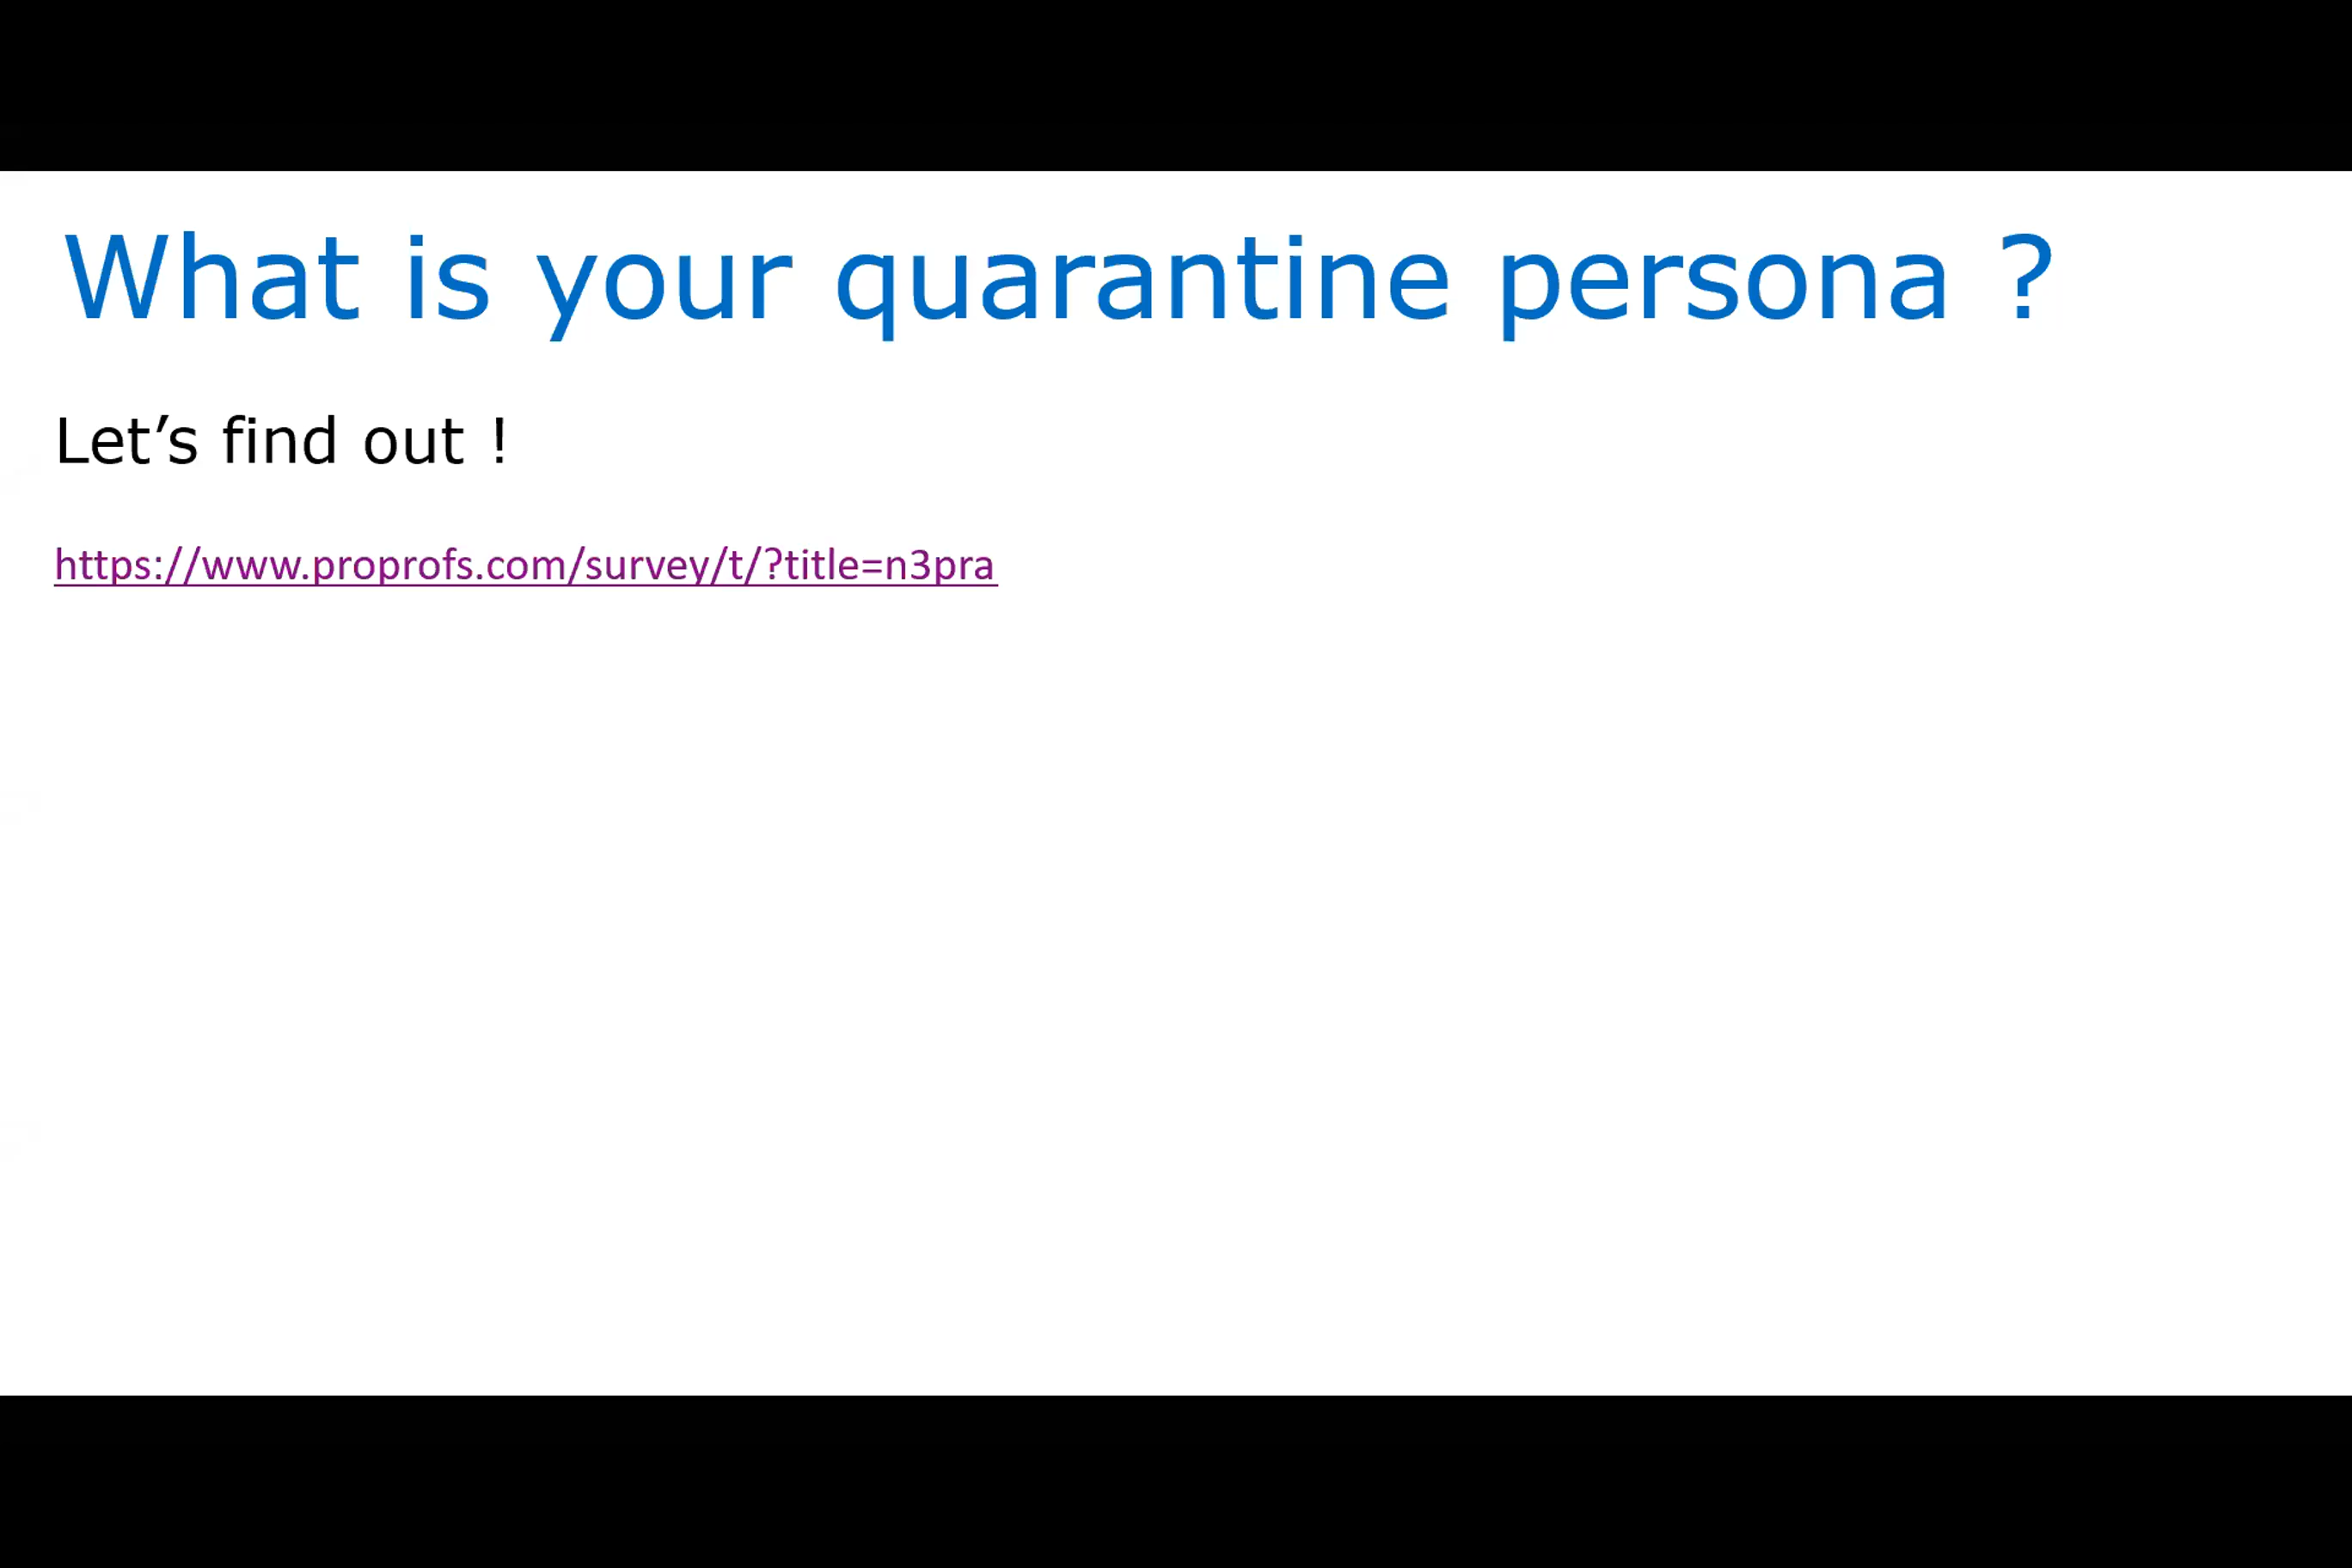 What is your quarantine persona ?
Let’s find out !
https://www.proprofs.com/survey/t/?title=n3pra